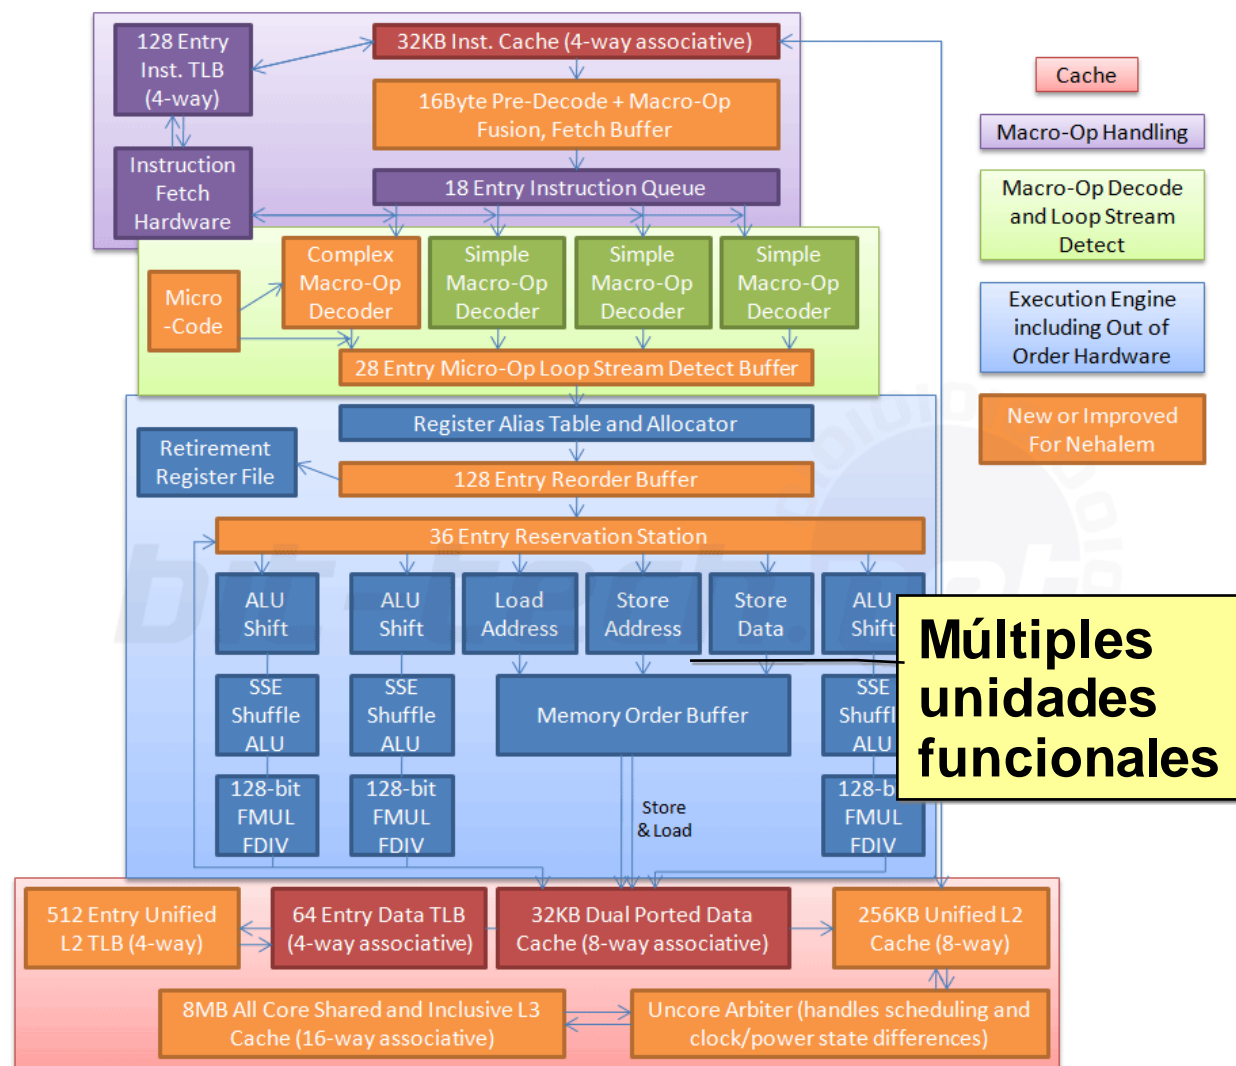 128 Entry
Inst. TLB
(4-way)
32KB Inst. Cache (4-way associative)
16Byte Pre-Decode + Macro-Op
Fusion, Fetch Buffer
Instruction
Fetch
Hardware
18 Entry Instruction Queue
Cache
Macro-Op Handling
Macro-Op Decode
and Loop Stream
Detect
Execution Engine
including Out of
Order Hardware
New or Improved
For Nehalem
Micro
-Code
Complex
Macro-Op
Decoder
Simple
Macro-Op
Decoder
Simple
Macro-Op
Decoder
Simple
Macro-Op
Decoder
28 Entry Micro-Op Loop Stream Detect Buffer
Register Alias Table and Allocator
Retirement
Register File
128 Entry Reorder Buffer
36 Entry Reservation Station
ALU
Shift
ALU
Shift
Load
Address
Store
Address
Store
Data
ALU
Shift
SSE
Shuffle
ALU
SSE
Shuffle
ALU
Memory Order Buffer
SSE
Shuffl
ALU
128-bit
FMUL
FDIV
128-bit
FMUL
FDIV
Store
& Load
128-b
FMUL
FDIV
Múltiples
unidades
funcionales
512 Entry Unified
L2 TLB (4-way)
64 Entry Data TLB
(4-way associative)
32KB Dual Ported Data
Cache (8-way associative)
256KB Unified L2
Cache (8-way)
8MB All Core Shared and Inclusive L3
Cache (16-way associative)
Uncore Arbiter (handles scheduling and
clock/power state differences)
bit-tech.net